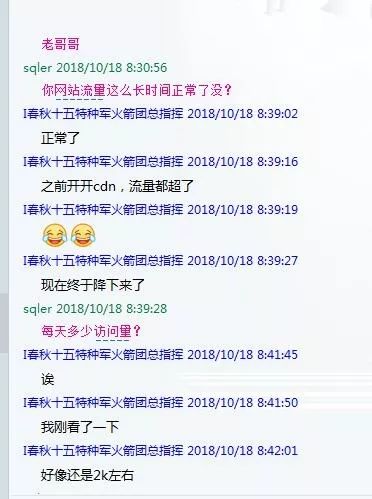 老哥哥
sqler 2018/10/18 8:30:56
你网站流量这么长时间正常了没？
I春秋十五特种军火箭团总指挥 2018/10/18 8:39:02
正常了
I春秋十五特种军火箭团总指挥 2018/10/18 8:39:16
之前开开cdn，流量都超了
I春秋十五特种军火箭团总指挥 2018/10/18 8:39:19
I春秋十五特种军火箭团总指挥 2018/10/18 8:39:27
现在终于降下来了
sqler 2018/10/18 8:39:28
每天多少访问量？
I春秋十五特种军火箭团总指挥 2018/10/18 8:41:45
诶
I春秋十五特种军火箭团总指挥 2018/10/18 8:41:50
我刚看了一下
I春秋十五特种军火箭团总指挥 2018/10/18 8:42:01
好像还是2k左右